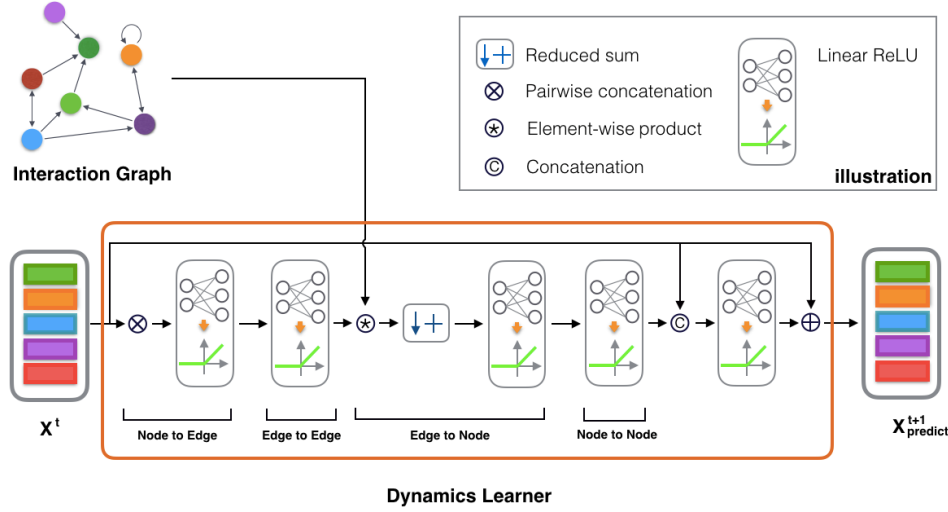 Interaction Graph
Reduced sum
Pairwise concatenation
Element-wise product
C Concatenation
Linear ReLU
illustration
C
X t
Node to Edge
Edge to Edge
Edge to Node
Node to Node
X t+1 predict
Dynamics Learner